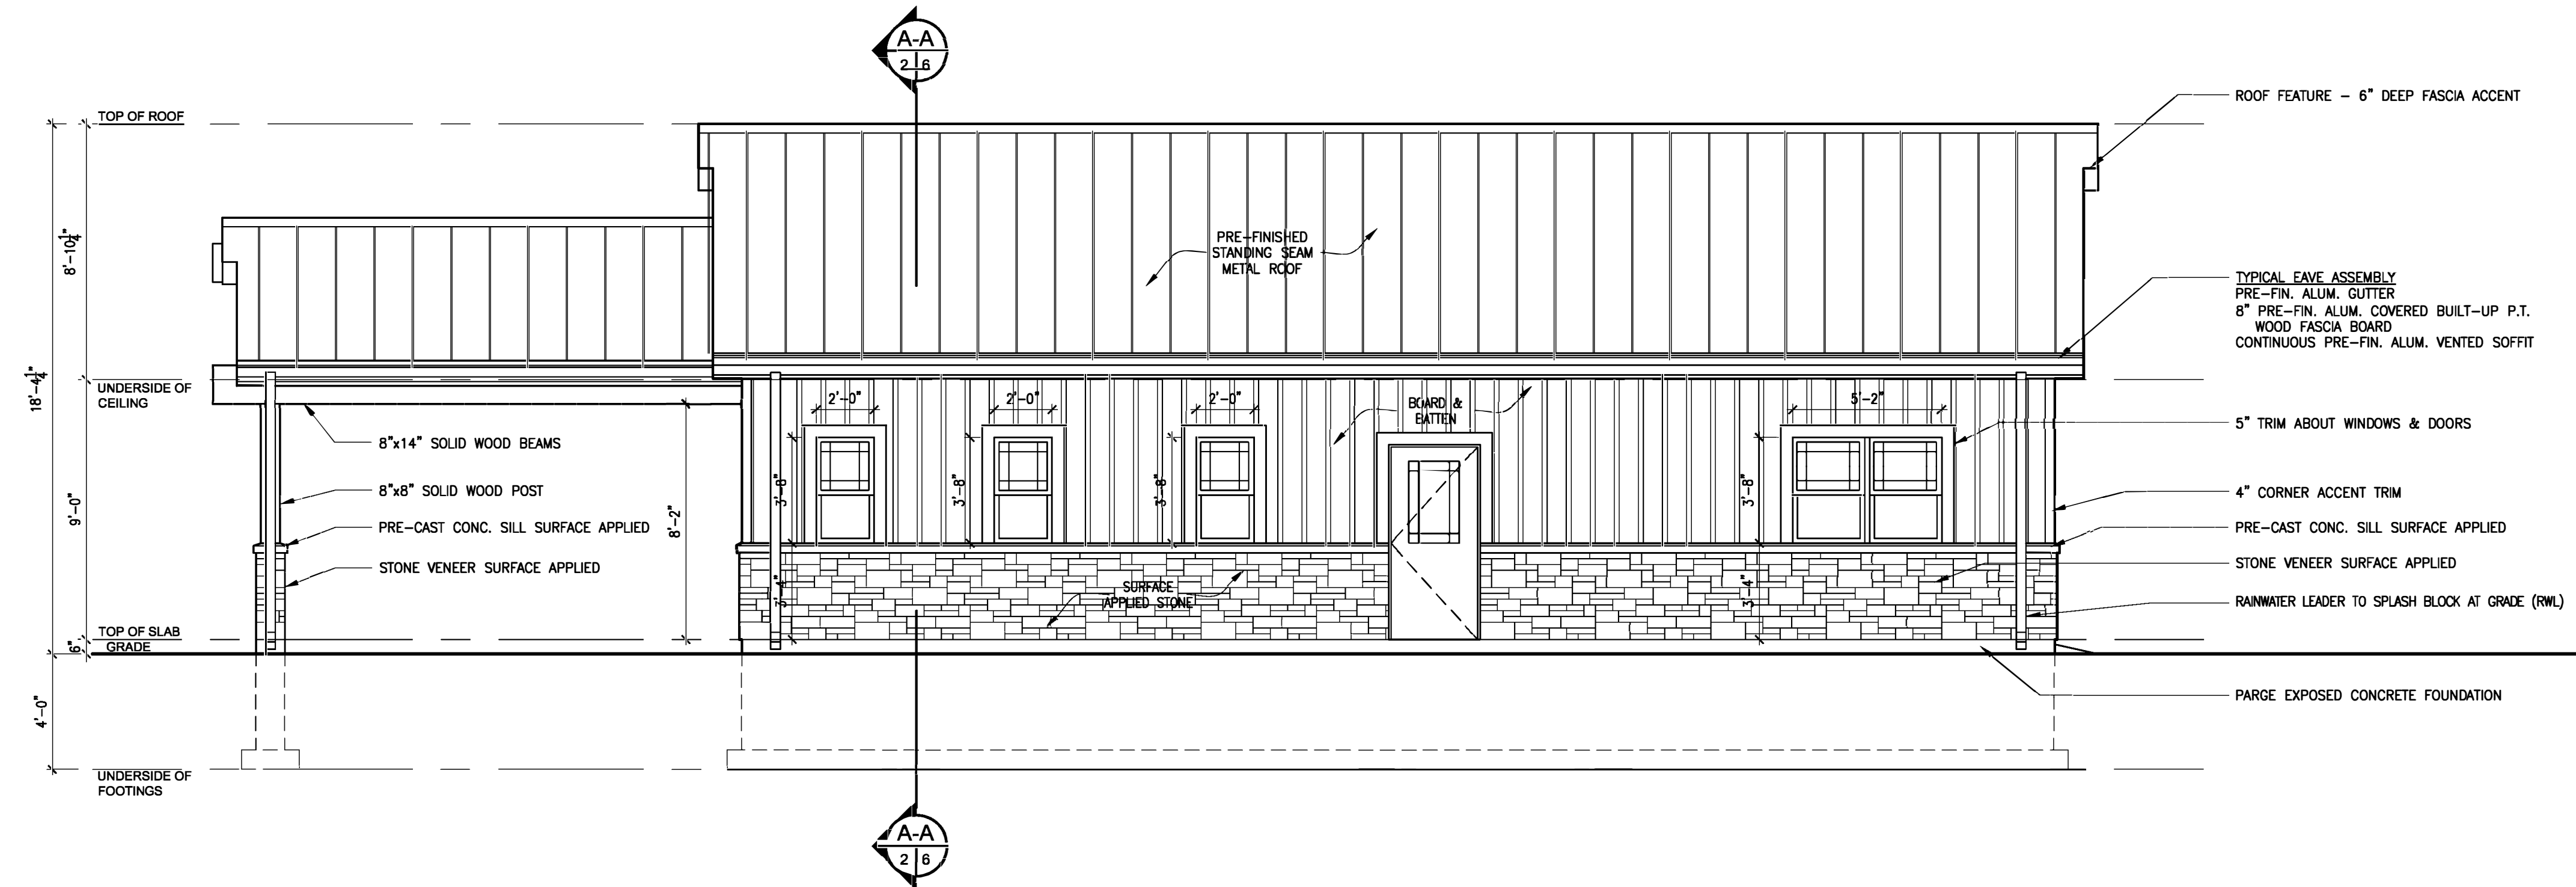 A-A
2 6
TOP OF ROOF
ROOF FEATURE - 6" DEEP FASCIA ACCENT
8'-10 1/4"
PRE-FINISHED
STANDING SEAM
METAL ROOF
TYPICAL EAVE ASSEMBLY
PRE-FIN. ALUM. GUTTER
8" PRE-FIN. ALUM. COVERED BUILT-UP P.T.
WOOD FASCIA BOARD
CONTINUOUS PRE-FIN. ALUM. VENTED SOFFIT
18'-4 1/4"
UNDERSIDE OF
CEILING
2'-0"
2'-0"
2'-0"
BOARD &
BATTEN
5'-2"
8"x14" SOLID WOOD BEAMS
5" TRIM ABOUT WINDOWS & DOORS
8"x8" SOLID WOOD POST
4" CORNER ACCENT TRIM
9'-0"
8'-2"
3'-8"
3'-8"
3'-8"
3'-8"
PRE-CAST CONC. SILL SURFACE APPLIED
PRE-CAST CONC. SILL SURFACE APPLIED
STONE VENEER SURFACE APPLIED
STONE VENEER SURFACE APPLIED
3'-4"
SURFACE
APPLIED STONE
3'-4"
RAINWATER LEADER TO SPLASH BLOCK AT GRADE (RWL)
TOP OF SLAB
GRADE
6"
4'-0"
PARGE EXPOSED CONCRETE FOUNDATION
UNDERSIDE OF
FOOTINGS
A-A
2 6